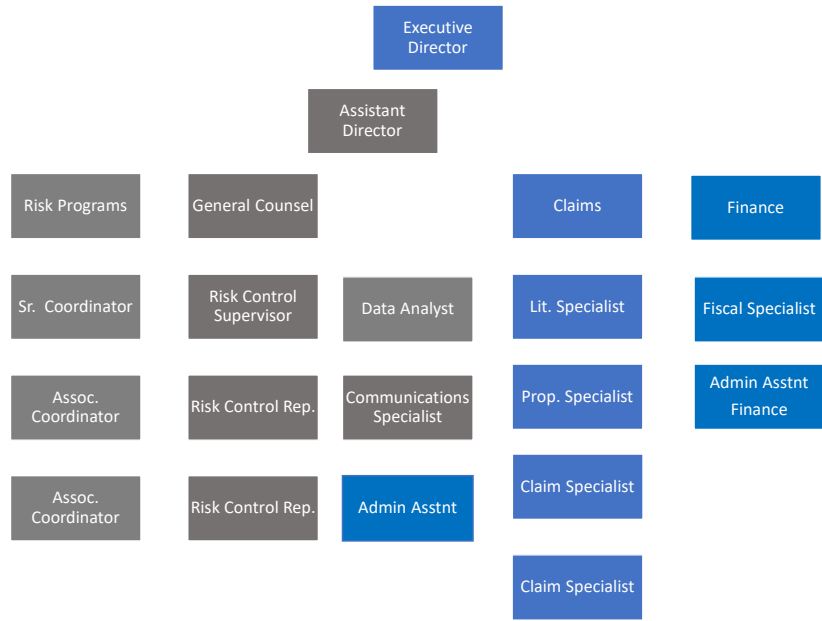 Executive
Director
Assistant
Director
Risk Programs
General Counsel
Claims
Finance
Sr. Coordinator
Risk Control
Supervisor
Data Analyst
Lit. Specialist
Fiscal Specialist
Assoc.
Coordinator
Risk Control Rep.
Communications
Specialist
Prop. Specialist
Admin Asstnt
Finance
Assoc.
Coordinator
Risk Control Rep.
Admin Asstnt
Claim Specialist
Claim Specialist